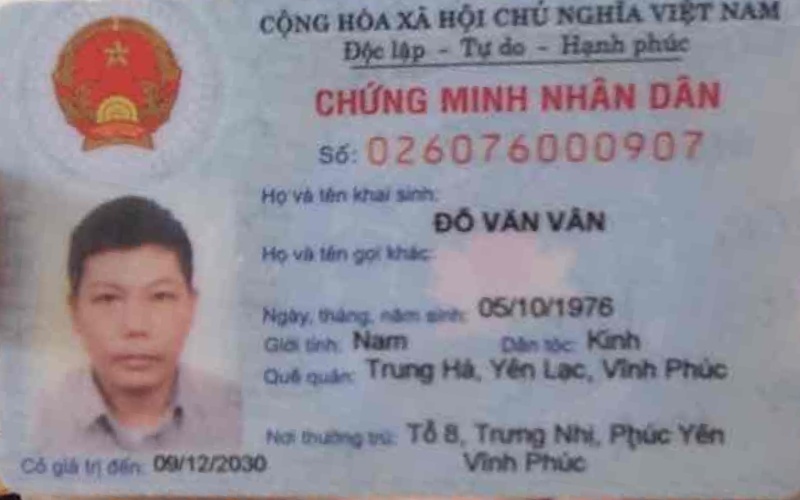 CỘNG HÒA XÃ HỘI CHỦ NGHĨA VIỆT NAM
Độc lập - Tự do - Hạnh phúc
CHỨNG MINH NHÂN DÂN
Số: 026076000907
Họ và tên khai sinh:
ĐỖ VĂN VÂN
Họ và tên gọi khác:
Ngày, tháng, năm sinh: 05/10/1976
Giới tính: Nam Dân tộc: Kinh
Quê quán: Trung Hà, Yên Lạc, Vĩnh Phúc
Nơi thường trú: Tổ 8, Trưng Nhị, Phúc Yên
Vĩnh Phúc
Có giá trị đến: 09/12/2030